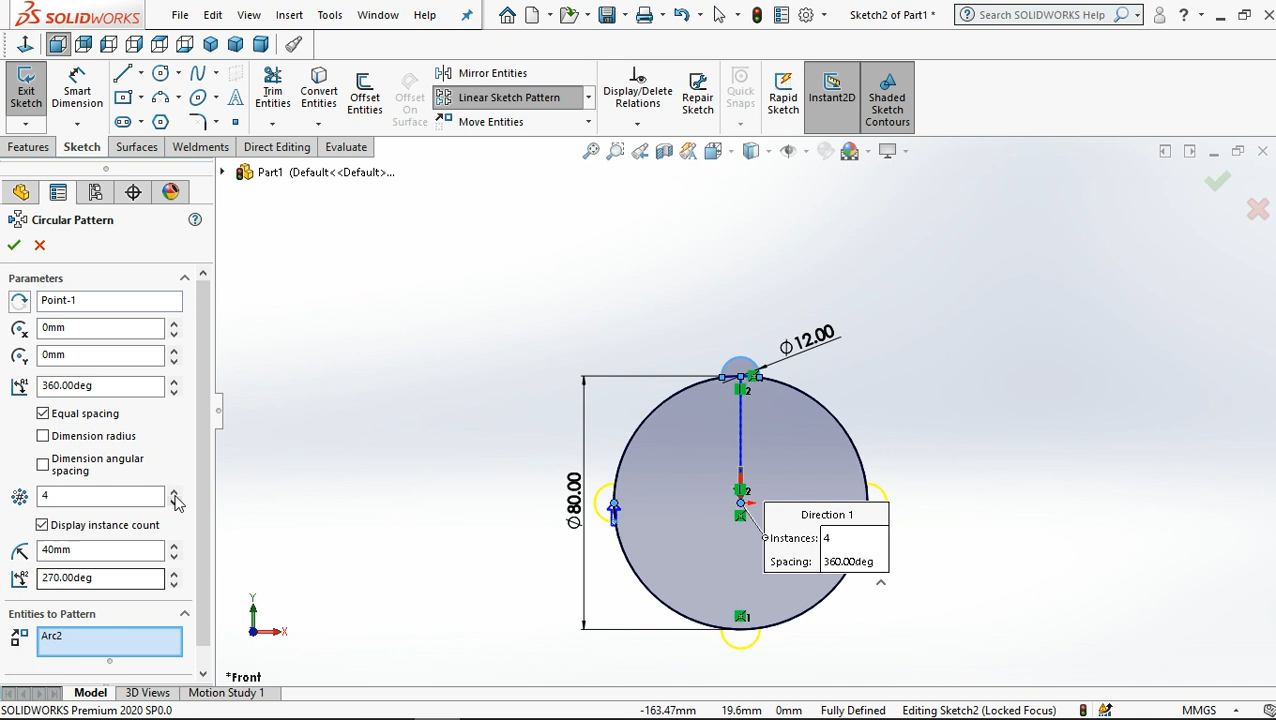 SOLIDWORKS File Edit View Insert Tools Window Help Sketch2 of Part1 * Search SOLIDWORKS Help ?
Exit Sketch
Smart Dimension
Trim Entities
Convert Entities
Offset Entities
Offset On Surface
Mirror Entities
Linear Sketch Pattern
Move Entities
Display/Delete Relations
Repair Sketch
Quick Snaps
Rapid Sketch
Instant2D
Shaded Sketch Contours
Features Sketch Surfaces Weldments Direct Editing Evaluate
Part1 (Default<<Default>...
Circular Pattern
Parameters
Point-1
0mm
0mm
360.00deg
Equal spacing
Dimension radius
Dimension angular
spacing
4
Display instance count
40mm
270.00deg
Entities to Pattern
Arc2
Ø12.00
Ø80.00
2
2
1
Direction 1
Instances: 4
Spacing: 360.00deg
Y
X
*Front
Model 3D Views Motion Study 1
SOLIDWORKS Premium 2020 SP0.0 -163.47mm 19.6mm 0mm Fully Defined Editing Sketch2 (Locked Focus) MMGS